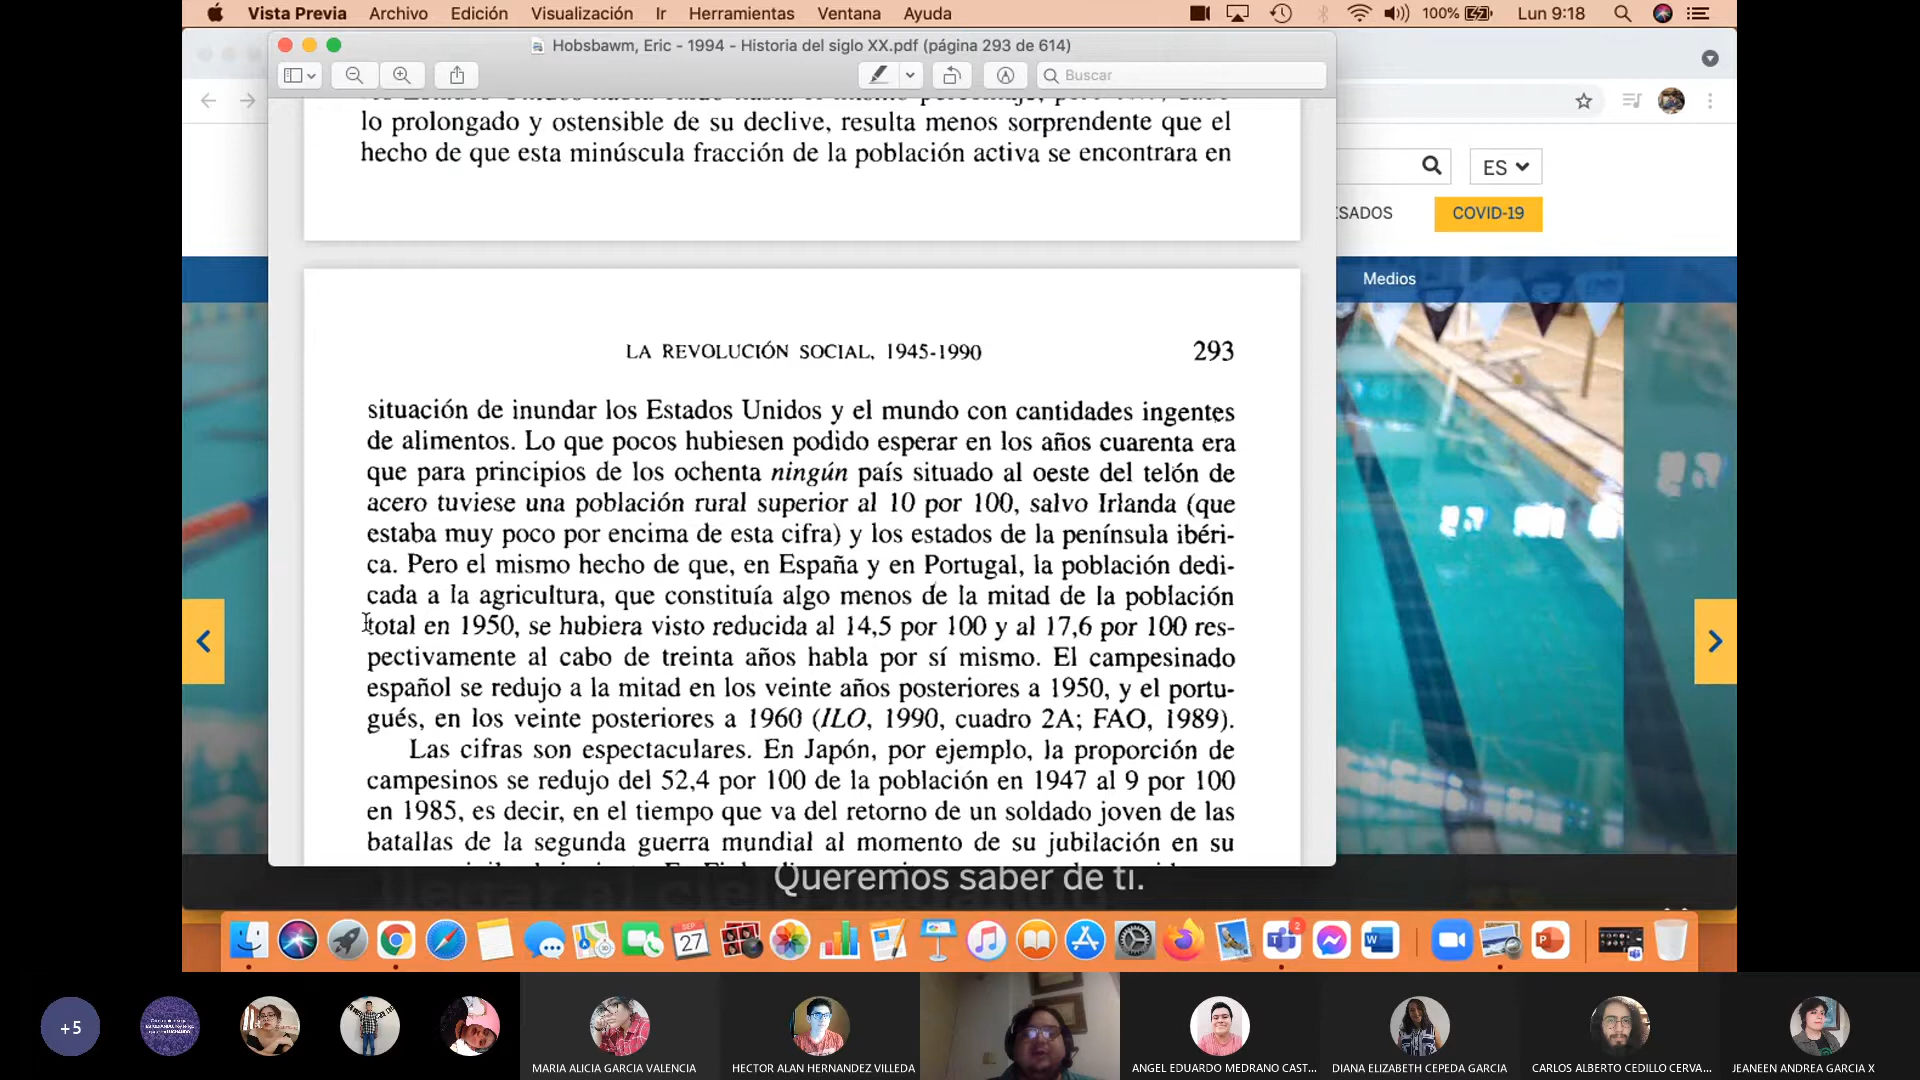 Vista Previa Archivo Edición Visualización Ir Herramientas Ventana Ayuda 100% Lun 9:18
Hobsbawm, Eric - 1994 - Historia del siglo XX.pdf (página 293 de 614)
Buscar
lo prolongado y ostensible de su declive, resulta menos sorprendente que el
hecho de que esta minúscula fracción de la población activa se encontrara en
ES
ESADOS COVID-19
Medios
LA REVOLUCIÓN SOCIAL, 1945-1990 293
situación de inundar los Estados Unidos y el mundo con cantidades ingentes
de alimentos. Lo que pocos hubiesen podido esperar en los años cuarenta era
que para principios de los ochenta ningún país situado al oeste del telón de
acero tuviese una población rural superior al 10 por 100, salvo Irlanda (que
estaba muy poco por encima de esta cifra) y los estados de la península ibéri-
ca. Pero el mismo hecho de que, en España y en Portugal, la población dedi-
cada a la agricultura, que constituía algo menos de la mitad de la población
total en 1950, se hubiera visto reducida al 14,5 por 100 y al 17,6 por 100 res-
pectivamente al cabo de treinta años habla por sí mismo. El campesinado
español se redujo a la mitad en los veinte años posteriores a 1950, y el portu-
gués, en los veinte posteriores a 1960 (ILO, 1990, cuadro 2A; FAO, 1989).
Las cifras son espectaculares. En Japón, por ejemplo, la proporción de
campesinos se redujo del 52,4 por 100 de la población en 1947 al 9 por 100
en 1985, es decir, en el tiempo que va del retorno de un soldado joven de las
batallas de la segunda guerra mundial al momento de su jubilación en su
Queremos saber de ti.
SEP
27
2
+5
MARIA ALICIA GARCIA VALENCIA
HECTOR ALAN HERNANDEZ VILLEDA
ANGEL EDUARDO MEDRANO CAST...
DIANA ELIZABETH CEPEDA GARCIA
CARLOS ALBERTO CEDILLO CERVA...
JEANEEN ANDREA GARCIA X